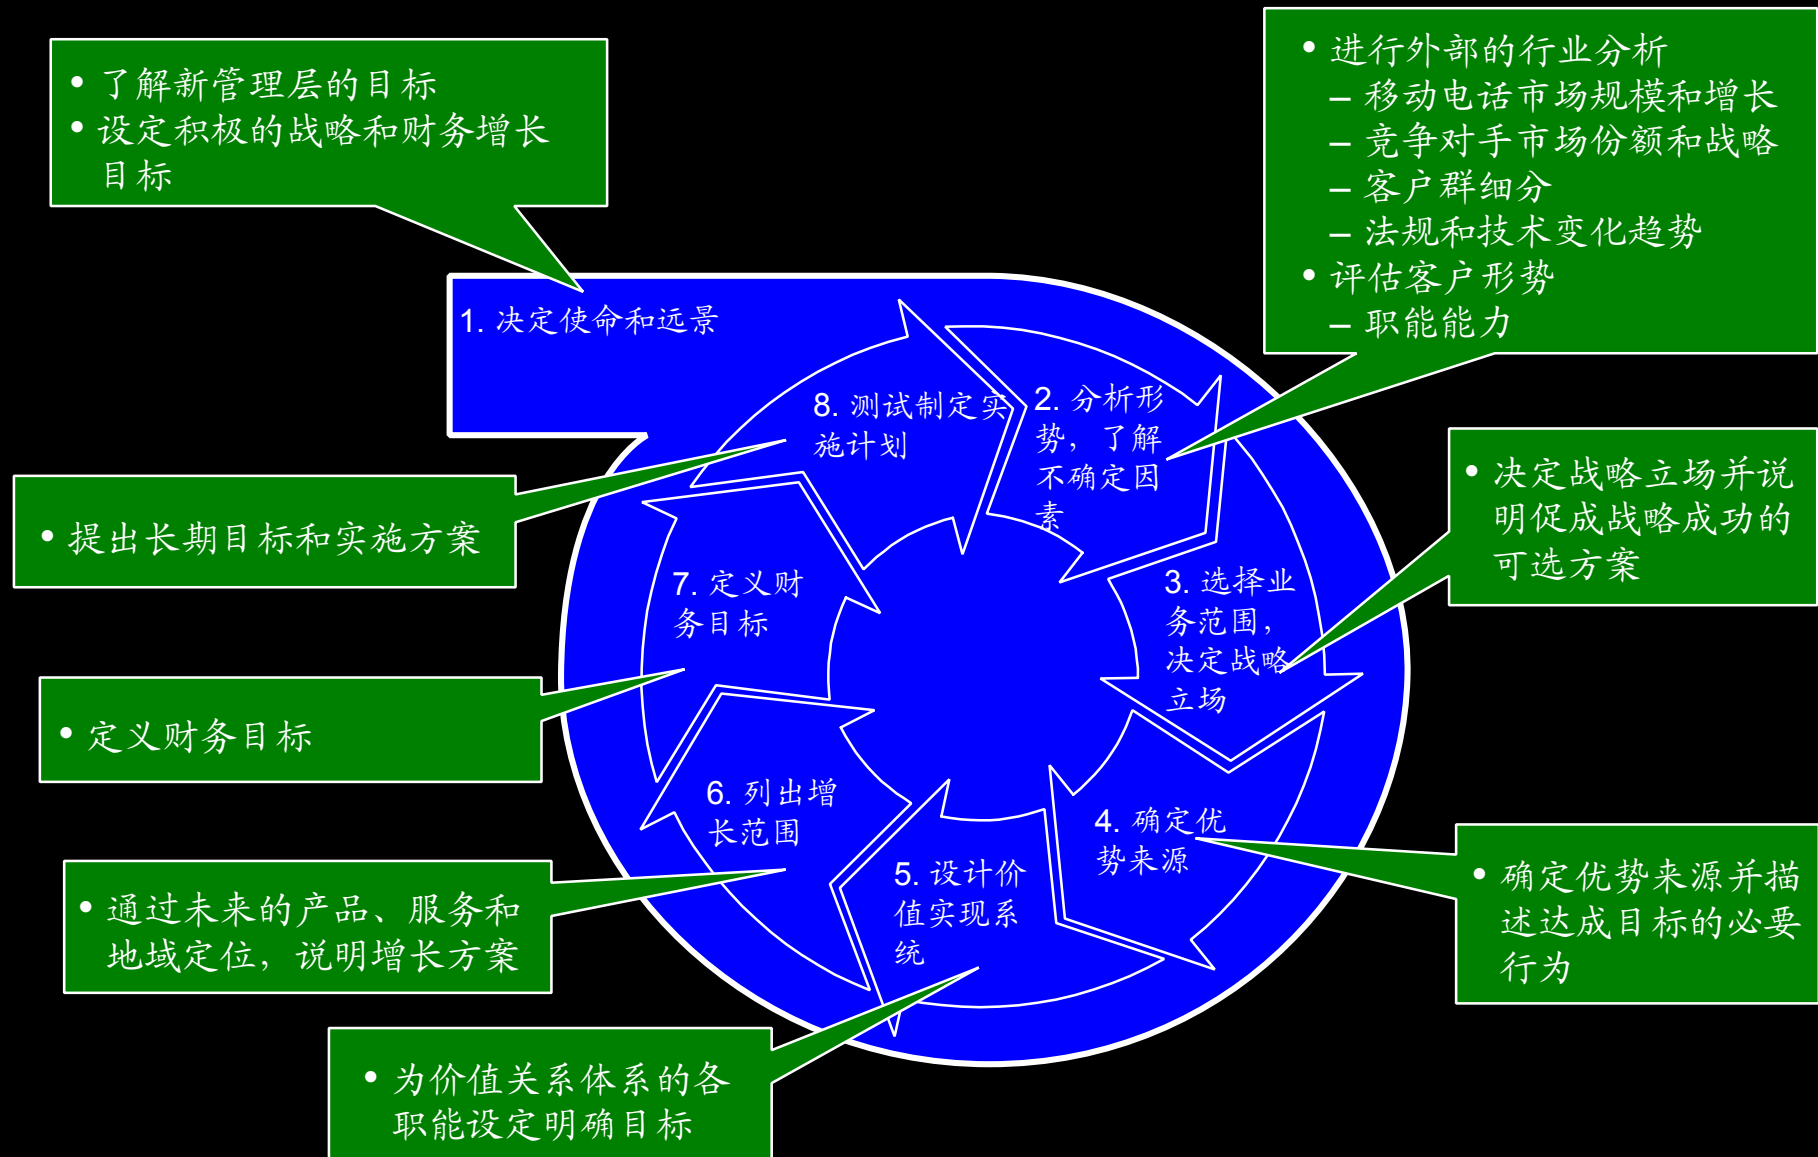 • 了解新管理层的目标
• 设定积极的战略和财务增长
目标
• 进行外部的行业分析
– 移动电话市场规模和增长
– 竞争对手市场份额和战略
– 客户群细分
– 法规和技术变化趋势
• 评估客户形势
– 职能能力
1. 决定使命和远景
8. 测试制定实
施计划
2. 分析形
势，了解
不确定因
素
• 决定战略立场并说
明促成战略成功的
可选方案
• 提出长期目标和实施方案
7. 定义财
务目标
3. 选择业
务范围，
决定战略
立场
• 定义财务目标
6. 列出增
长范围
4. 确定优
势来源
5. 设计价
值实现系
统
• 确定优势来源并描
述达成目标的必要
行为
• 通过未来的产品、服务和
地域定位，说明增长方案
• 为价值关系体系的各
职能设定明确目标